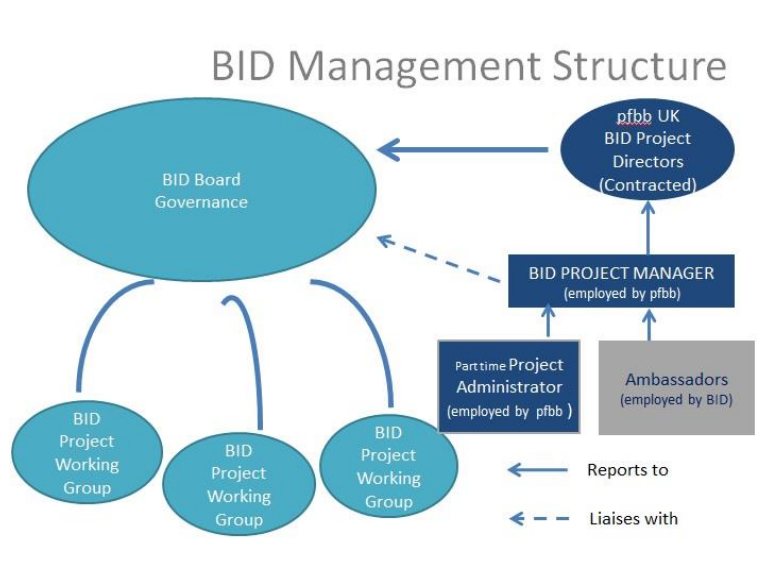 BID Management Structure
pfbb UK
BID Project
Directors
(Contracted)
BID Board
Governance
BID PROJECT MANAGER
(employed by pfbb)
Part time Project
Administrator
(employed by pfbb )
Ambassadors
(employed by BID)
BID
Project
Working
Group
BID
Project
Working
Group
BID
Project
Working
Group
Reports to
Liaises with